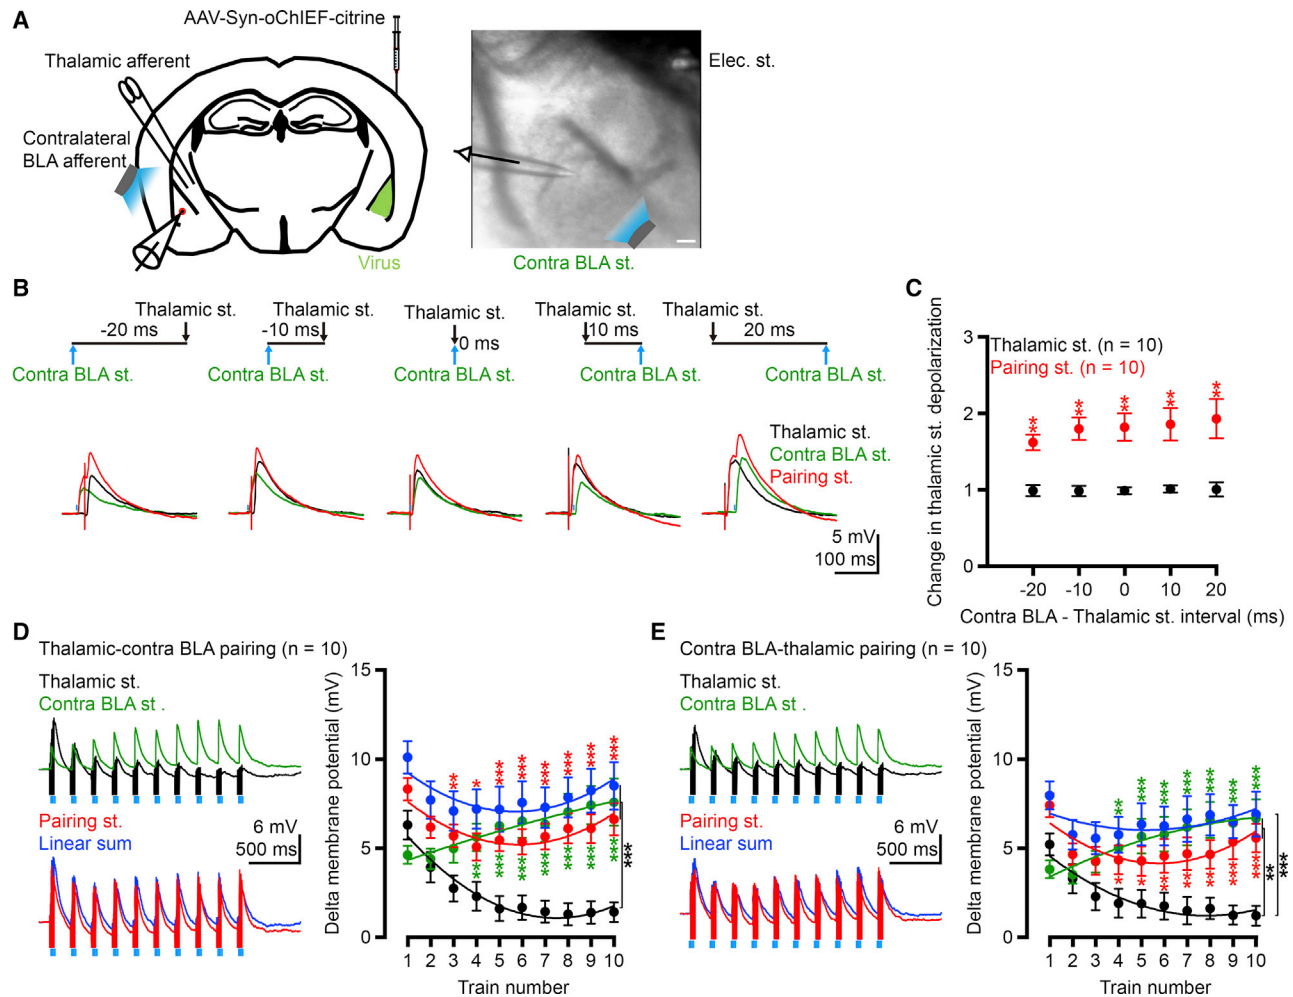 A
AAV-Syn-oChIEF-citrine
Thalamic afferent
Contralateral
BLA afferent
Virus
Elec. st.
Contra BLA st.
B
Thalamic st.
-20 ms
Contra BLA st.
Thalamic st.
-10 ms
Contra BLA st.
Thalamic st.
0 ms
Contra BLA st.
Thalamic st.
10 ms
Contra BLA st.
Thalamic st.
20 ms
Contra BLA st.
Thalamic st.
Contra BLA st.
Pairing st.
5 mV
100 ms
C
Change in thalamic st. depolarization
Thalamic st. (n = 10)
Pairing st. (n = 10)
3
2
1
0
** ** ** ** **
-20 -10 0 10 20
Contra BLA - Thalamic st. interval (ms)
D
Thalamic-contra BLA pairing (n = 10)
Thalamic st.
Contra BLA st .
Pairing st.
Linear sum
6 mV
500 ms
Delta membrane potential (mV)
15
10
5
0
** * *** *** *** *** *** ***
*** *** *** *** *** *** ***
***
1 2 3 4 5 6 7 8 9 10
Train number
E
Contra BLA-thalamic pairing (n = 10)
Thalamic st.
Contra BLA st .
Pairing st.
Linear sum
6 mV
500 ms
Delta membrane potential (mV)
15
10
5
0
** *** *** *** *** *** ***
** ***
1 2 3 4 5 6 7 8 9 10
Train number